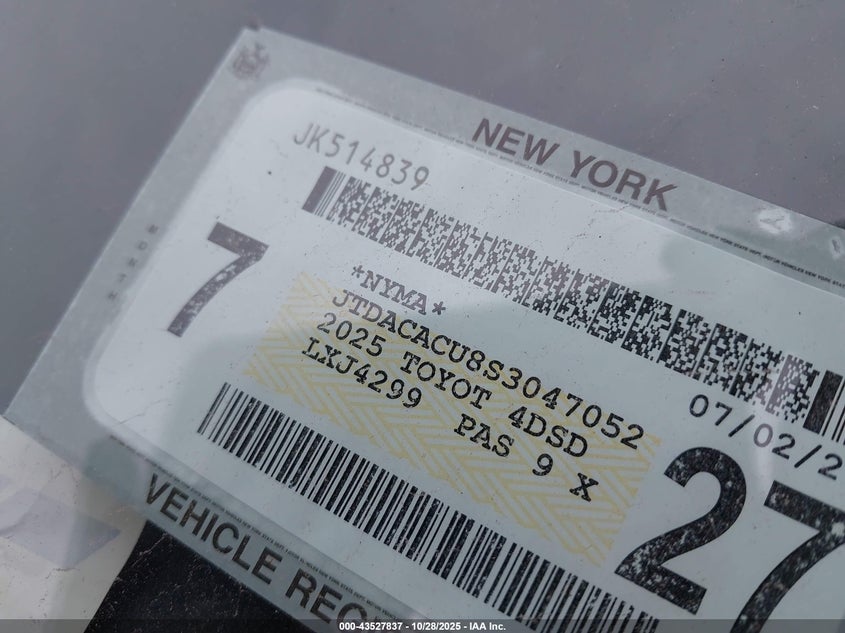 NEW YORK
JK514839
MONTH
7
*NYMA*
JTDACACU8S3047052
2025 TOYOT 4DSD
LXJ4299 PAS 9 X
07/02/2
27
VEHICLE REG
000-43527837 - 10/28/2025 - IAA Inc.